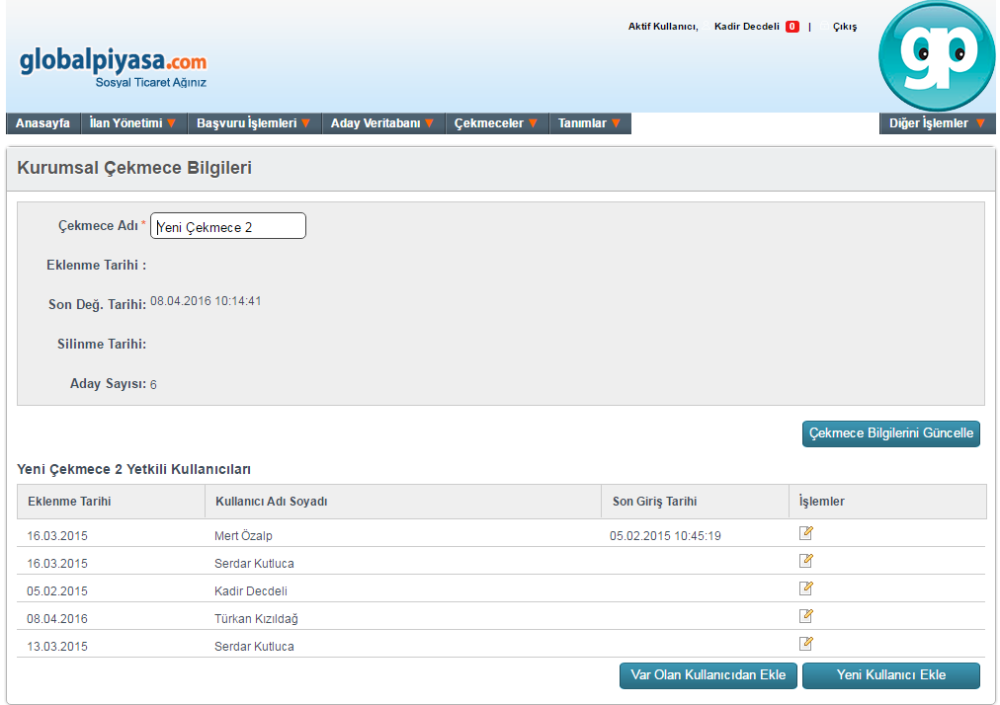 Aktif Kullanıcı, Kadir Decdeli 0 | Çıkış
globalpiyasa.com
Sosyal Ticaret Ağınız
gp
Anasayfa İlan Yönetimi Başvuru İşlemleri Aday Veritabanı Çekmeceler Tanımlar Diğer İşlemler
Kurumsal Çekmece Bilgileri
Çekmece Adı * Yeni Çekmece 2
Eklenme Tarihi :
Son Değ. Tarihi: 08.04.2016 10:14:41
Silinme Tarihi:
Aday Sayısı: 6
Çekmece Bilgilerini Güncelle
Yeni Çekmece 2 Yetkili Kullanıcıları
Eklenme Tarihi Kullanıcı Adı Soyadı Son Giriş Tarihi İşlemler
16.03.2015 Mert Özalp 05.02.2015 10:45:19
16.03.2015 Serdar Kutluca
05.02.2015 Kadir Decdeli
08.04.2016 Türkan Kızıldağ
13.03.2015 Serdar Kutluca
Var Olan Kullanıcıdan Ekle Yeni Kullanıcı Ekle